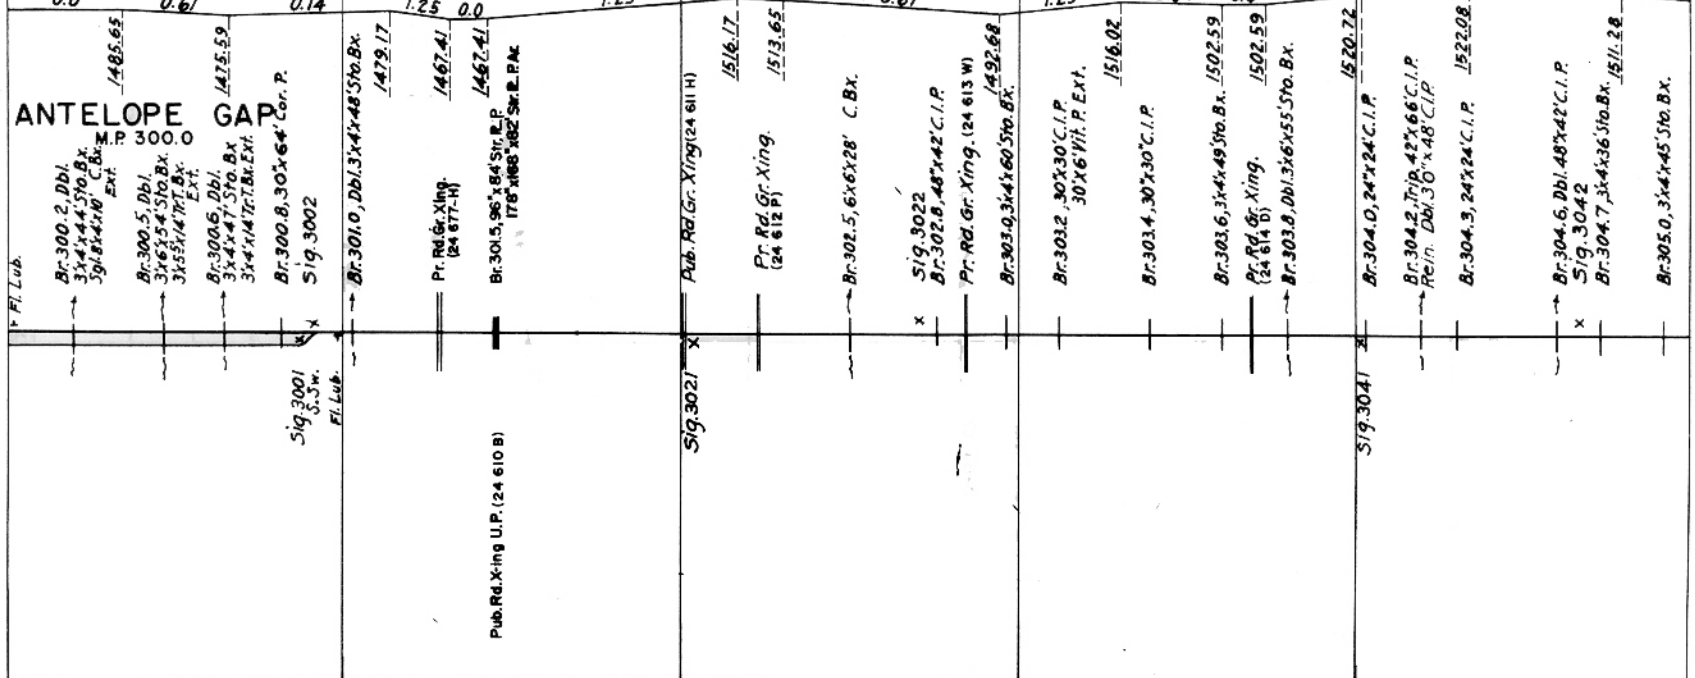 0.61
0.14
1.25
0.0
1485.65
1475.59
1479.17
1467.41
1467.41
1516.17
1513.65
1492.68
1516.02
1502.59
1502.59
1520.72
1522.08
1511.28
ANTELOPE GAP
M.P. 300.0
Fl. Lub.
Br.300.2, Dbl.
3'x4'x44' Sto. Bx.
Sgl.8'x4'x10' C.Bx.
Ext.
Br.300.5, Dbl.
3'x6'x54' Sto.Bx.
3'x5.5'x14' Tr.T. Bx.
Ext.
Br.300.6, Dbl.
3'x4'x47' Sto. Bx
3'x4'x14' Tr.T.Bx.Ext.
Br.300.8, 30"x64' Cor. P.
Sig. 3002
Br.301.0, Dbl.3'x4'x48' Sto.Bx.
Pr. Rd. Gr. Xing.
(24 677-H)
Br. 301.5, 96"x84' Str. R. P.
178"x168"x82' Str. R. P. Ac
Pub. Rd. Gr. Xing (24 611 H)
Pr. Rd. Gr. Xing.
(24 612 P)
Br. 302.5, 6'x6'x28' C. Bx.
Sig. 3022
Br. 302.8, 48"x42' C.I.P.
Pr. Rd. Gr. Xing. (24 613 W)
Br. 303.0, 3'x4'x60' Sto. Bx.
Br. 303.2, 30"x30' C.I.P.
30"x6' Vit. P. Ext.
Br. 303.4, 30"x30' C.I.P.
Br. 303.6, 3'x4'x49' Sto. Bx.
Pr. Rd. Gr. Xing.
(24 614 D)
Br. 303.8, Dbl.3'x6'x55' Sto. Bx.
Br. 304.0, 24"x24' C.I.P.
Br. 304.2, Trip. 42"x66' C.I.P
Rein. Dbl. 30"x48' C.I.P.
Br. 304.3, 24"x24' C.I.P.
Br. 304.6, Dbl. 48"x42' C.I.P.
Sig. 3042
Br. 304.7, 3'x4'x36' Sto. Bx.
Br. 305.0, 3'x4'x45' Sto. Bx.
Sig. 3001
S. Sw.
Fl. Lub.
Pub. Rd. X-ing U.P. (24 610 B)
Sig. 3021
Sig. 3041